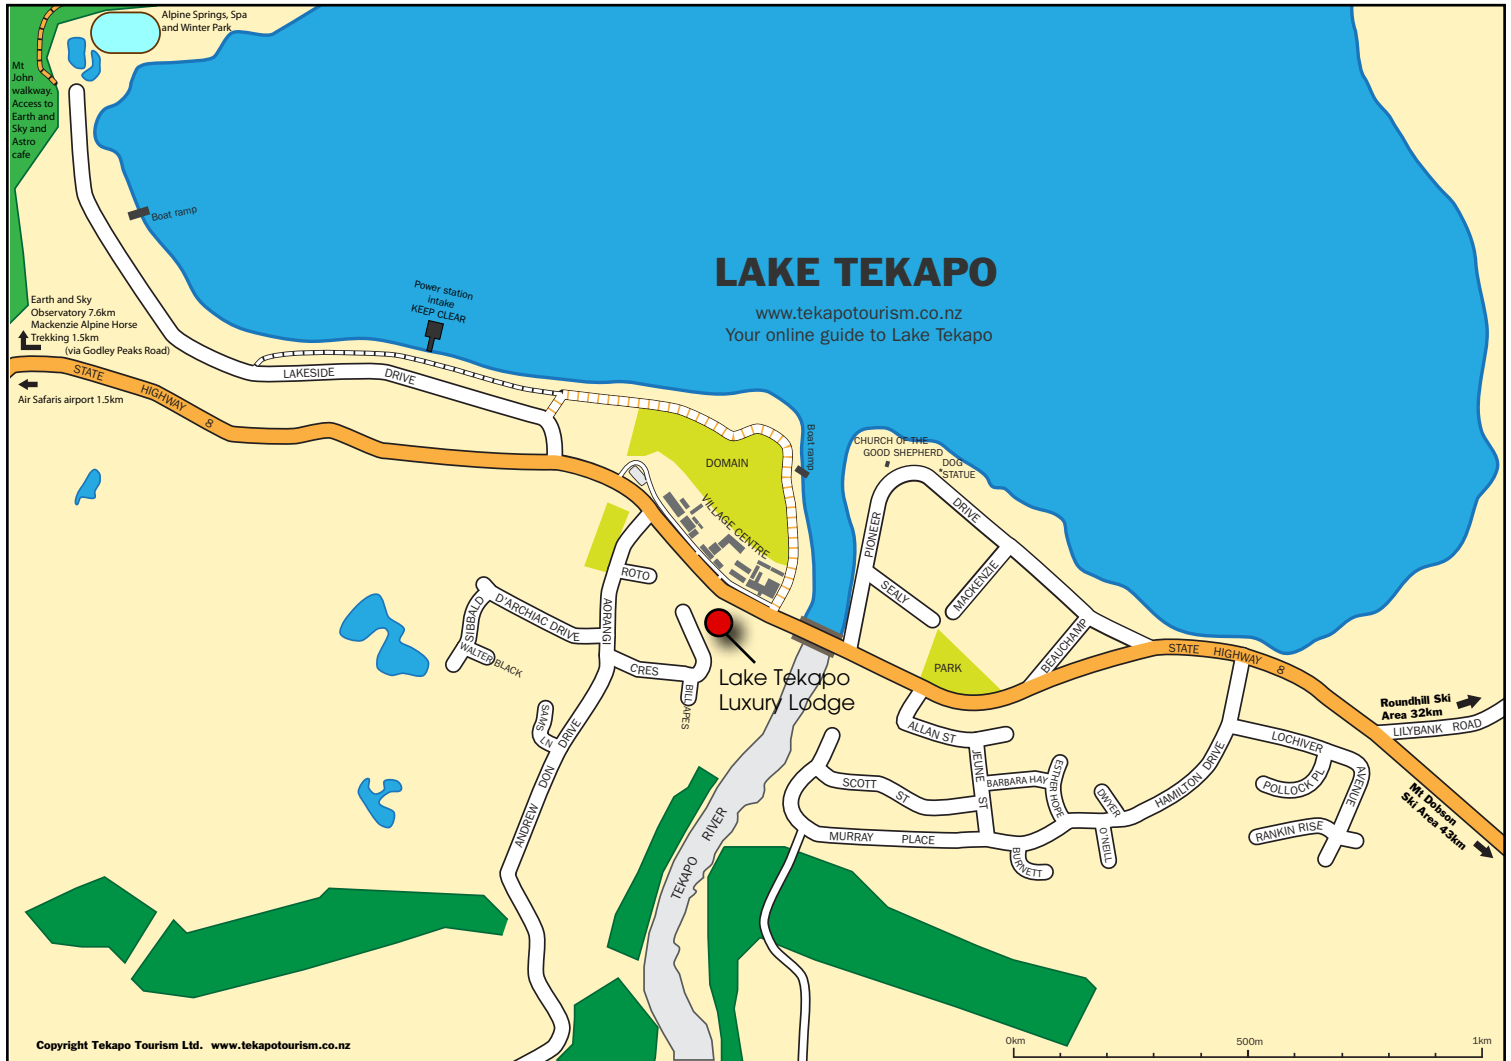 Alpine Springs, Spa
and Winter Park
Mt
John
walkway.
Access to
Earth and
Sky and
Astro
cafe
Boat ramp
Power station
intake
KEEP CLEAR
LAKE TEKAPO
www.tekapotourism.co.nz
Your online guide to Lake Tekapo
Earth and Sky
Observatory 7.6km
Mackenzie Alpine Horse
Trekking 1.5km
(via Godley Peaks Road)
STATE HIGHWAY 8
Air Safaris airport 1.5km
LAKESIDE DRIVE
Boat ramp
DOMAIN
VILLAGE CENTRE
CHURCH OF THE
GOOD SHEPHERD
DOG
STATUE
PIONEER DRIVE
SEALY
MACKENZIE
BEAUCHAMP
PARK
STATE HIGHWAY 8
ROTO
AORANGI
CRES
D'ARCHIAC DRIVE
SIBBALD
WALTER BLACK
BILL APES
Lake Tekapo
Luxury Lodge
SAMS LN
ANDREW DON DRIVE
TEKAPO RIVER
ALLAN ST
JEUNE ST
SCOTT ST
BARBARA HAY
ESTHER HOPE
MURRAY PLACE
BURNETT
DWYER
O'NEILL
HAMILTON DRIVE
LOCHIVER AVENUE
POLLOCK PL
RANKIN RISE
Roundhill Ski
Area 32km
LILYBANK ROAD
Mt Dobson
Ski Area 43km
Copyright Tekapo Tourism Ltd. www.tekapotourism.co.nz
0km 500m 1km